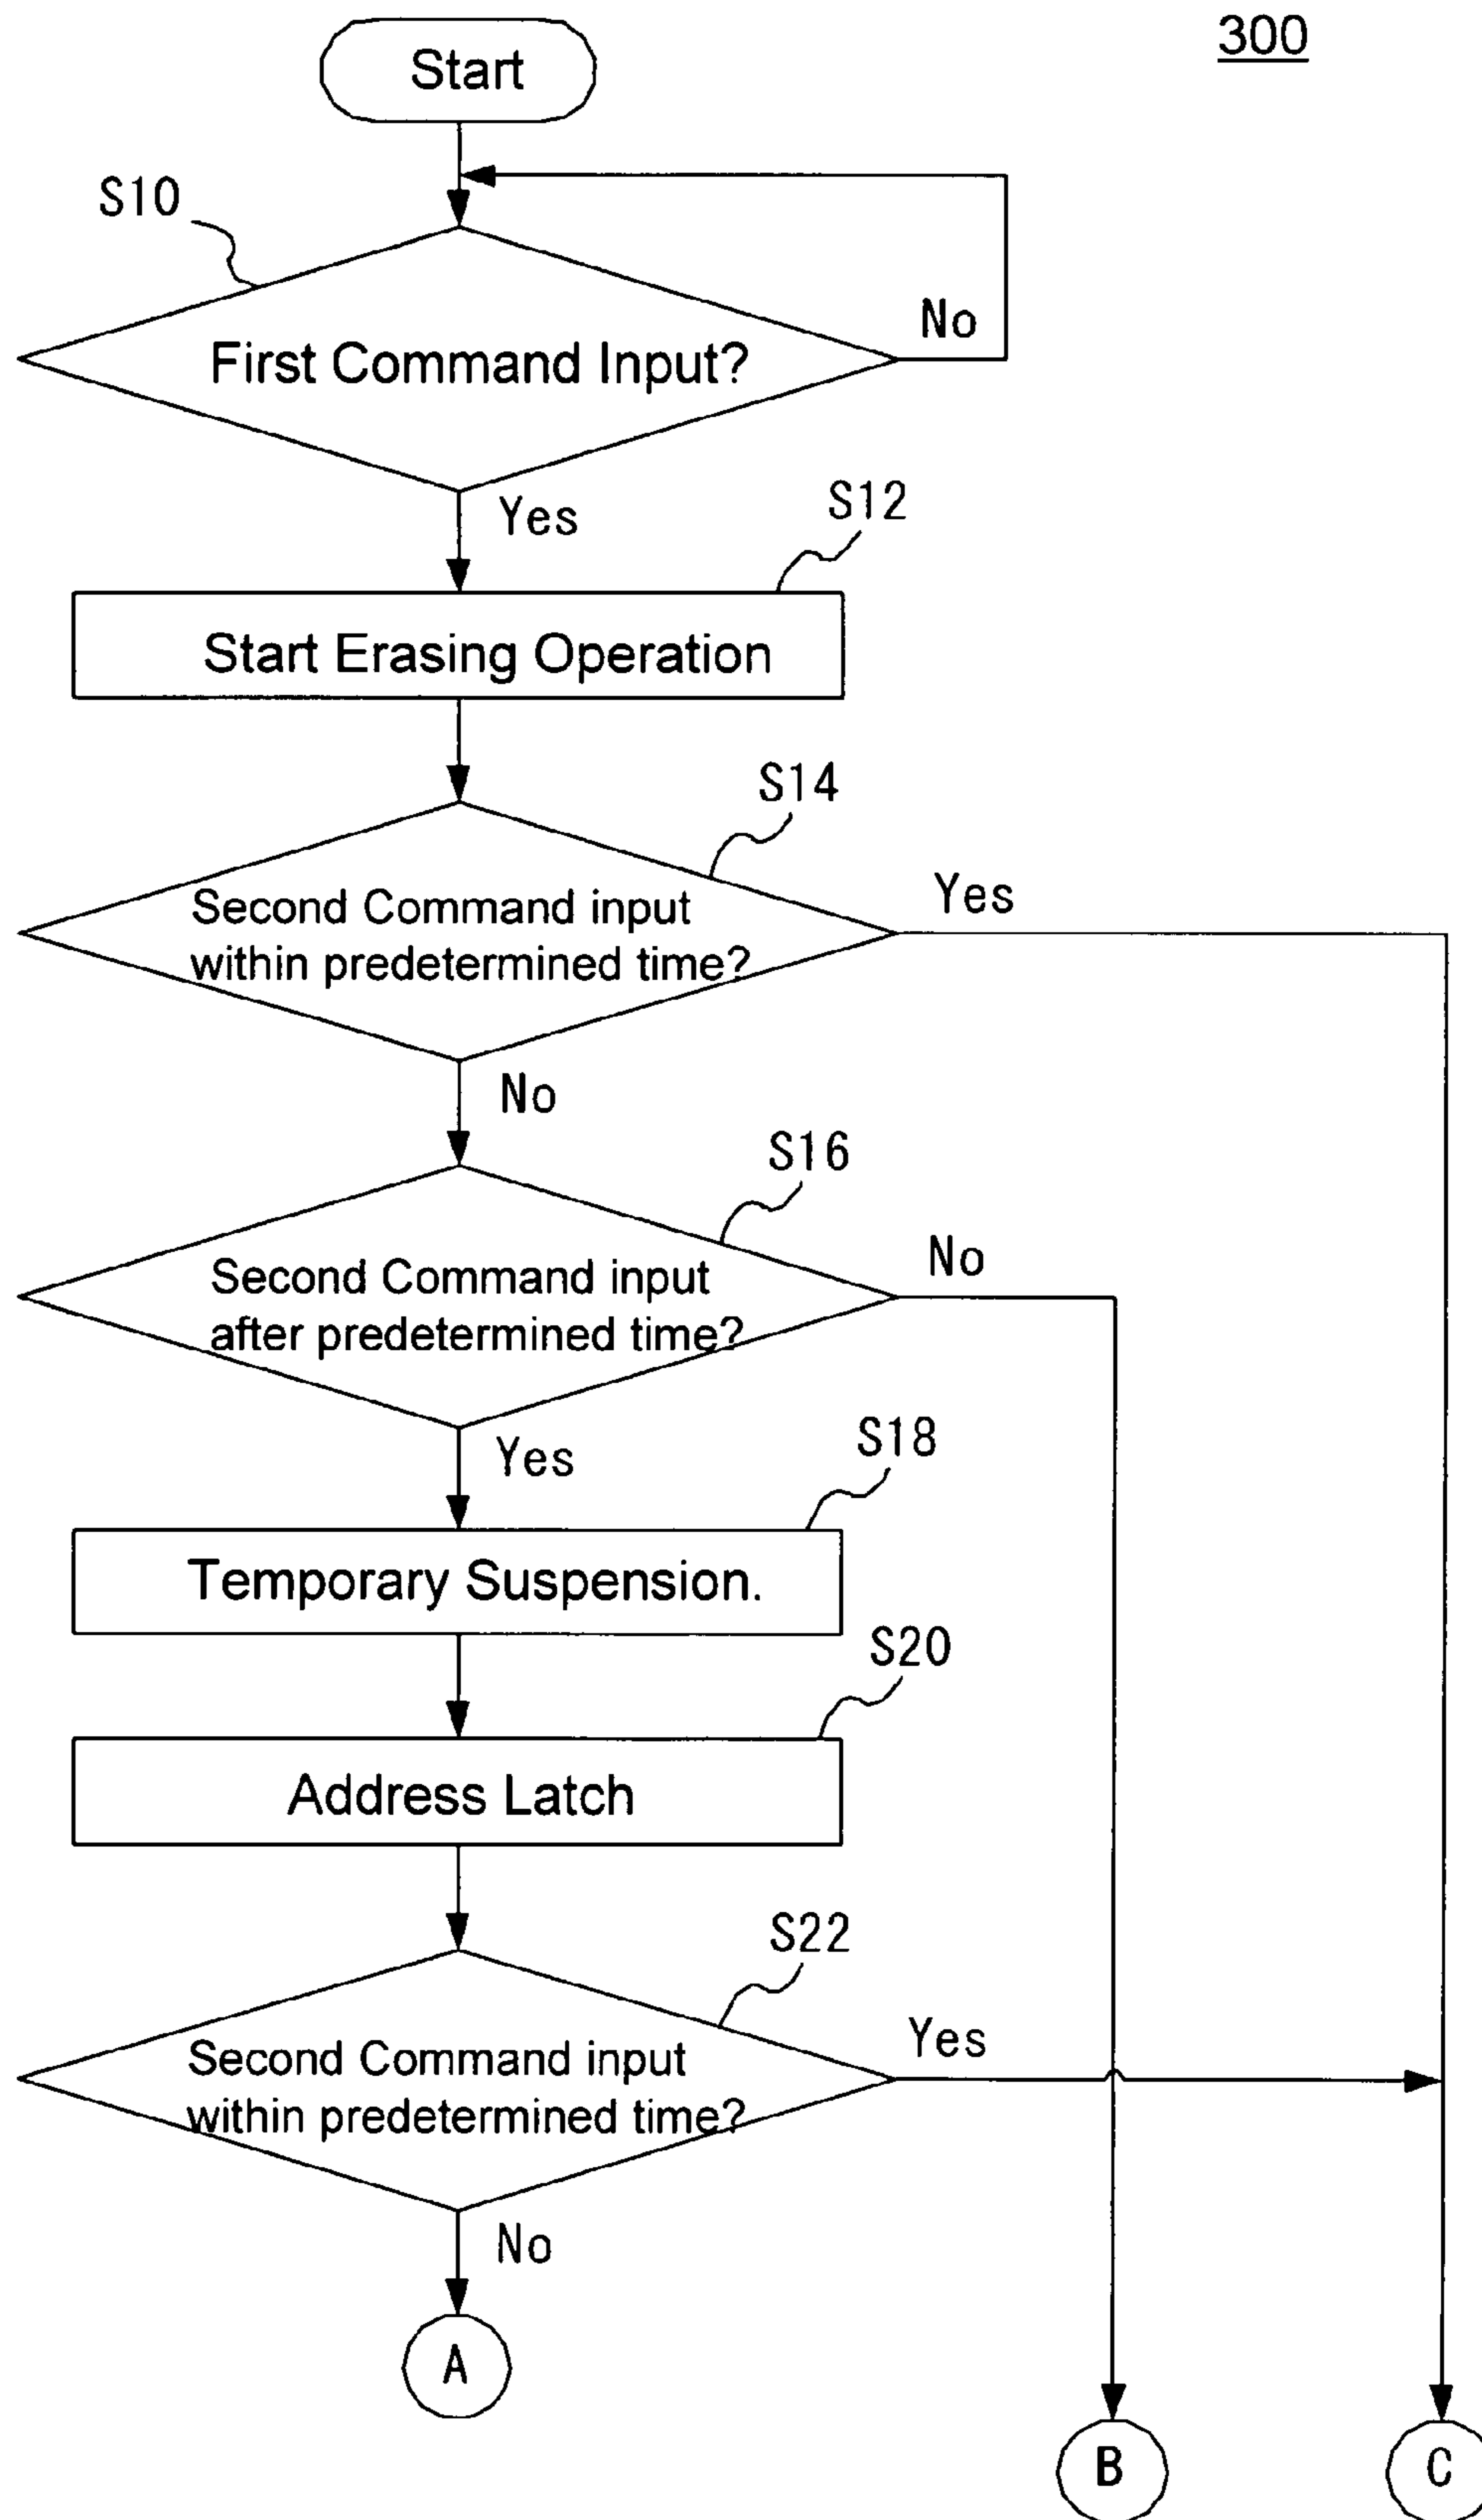 300
Start
S10
No
First Command Input?
Yes
S12
Start Erasing Operation
S14
Yes
Second Command input
within predetermined time?
No
S16
No
Second Command input
after predetermined time?
Yes
S18
Temporary Suspension.
S20
Address Latch
S22
Yes
Second Command input
within predetermined time?
No
A
B
C